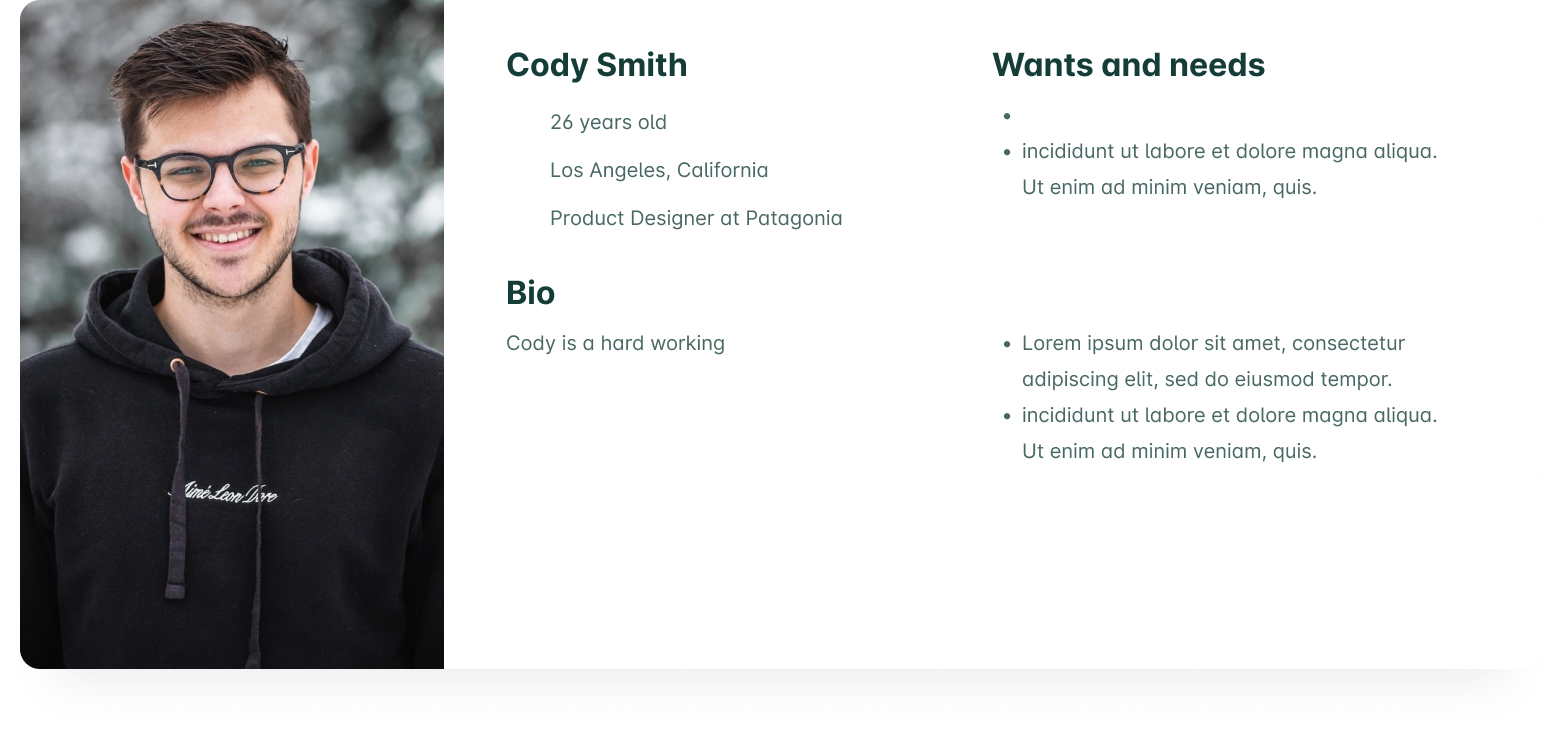 Cody Smith
26 years old
Los Angeles, California
Product Designer at Patagonia
Bio
Cody is a hard working
Wants and needs
•
• incididunt ut labore et dolore magna aliqua.
Ut enim ad minim veniam, quis.
• Lorem ipsum dolor sit amet, consectetur
adipiscing elit, sed do eiusmod tempor.
• incididunt ut labore et dolore magna aliqua.
Ut enim ad minim veniam, quis.
Aimé Leon Dore